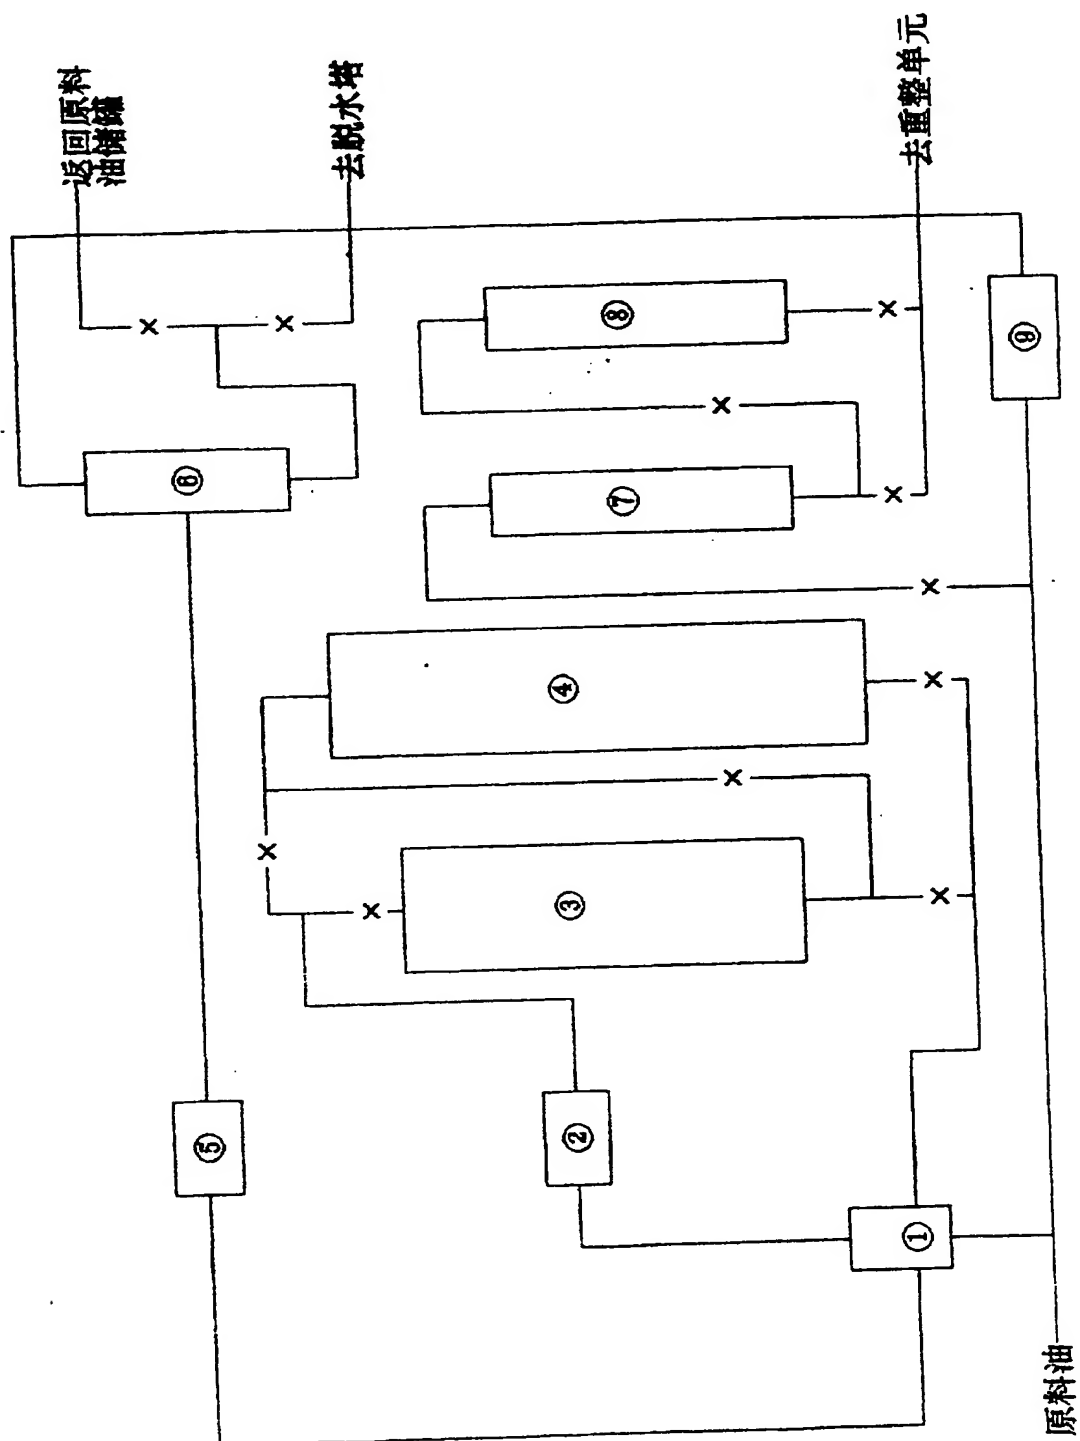 返回原料
油储罐
去脱水塔
去重整单元
⑥
⑧
⑨
⑦
④
③
⑤
②
①
原料油